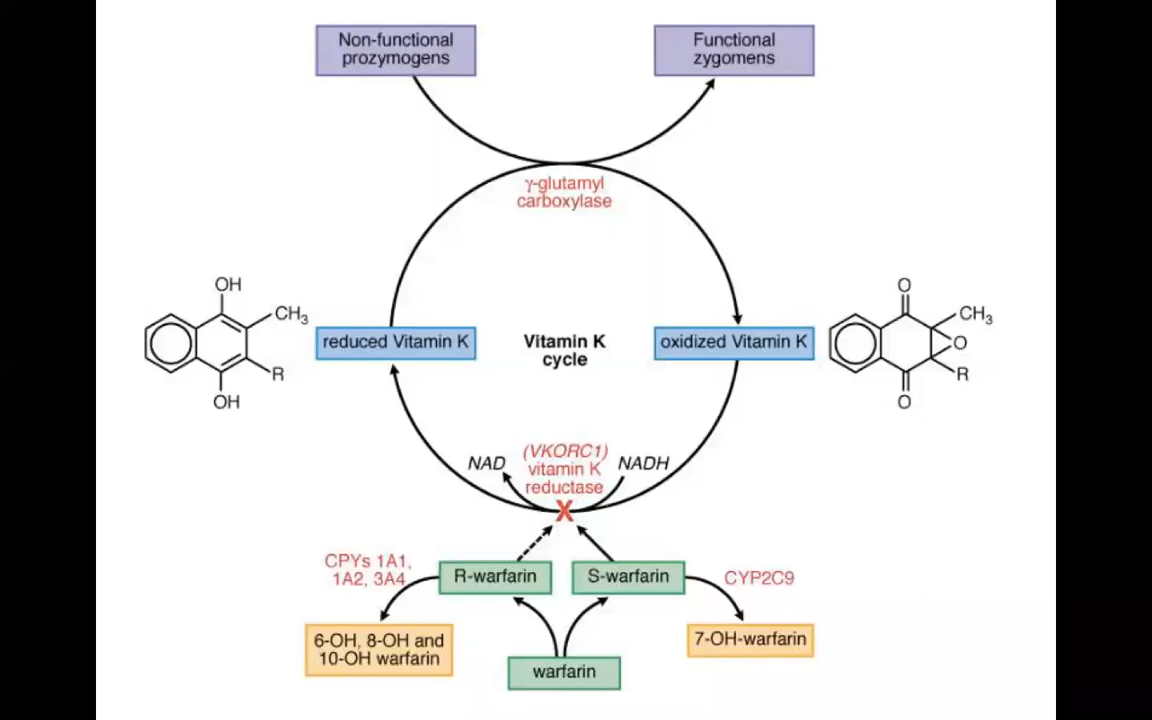 Non-functional
prozymogens
Functional
zygomens
γ-glutamyl
carboxylase
OH
CH3
R
OH
reduced Vitamin K
Vitamin K
cycle
oxidized Vitamin K
O
CH3
O
R
O
NAD
(VKORC1)
vitamin K
reductase
NADH
X
CPYs 1A1,
1A2, 3A4
R-warfarin
S-warfarin
CYP2C9
6-OH, 8-OH and
10-OH warfarin
7-OH-warfarin
warfarin